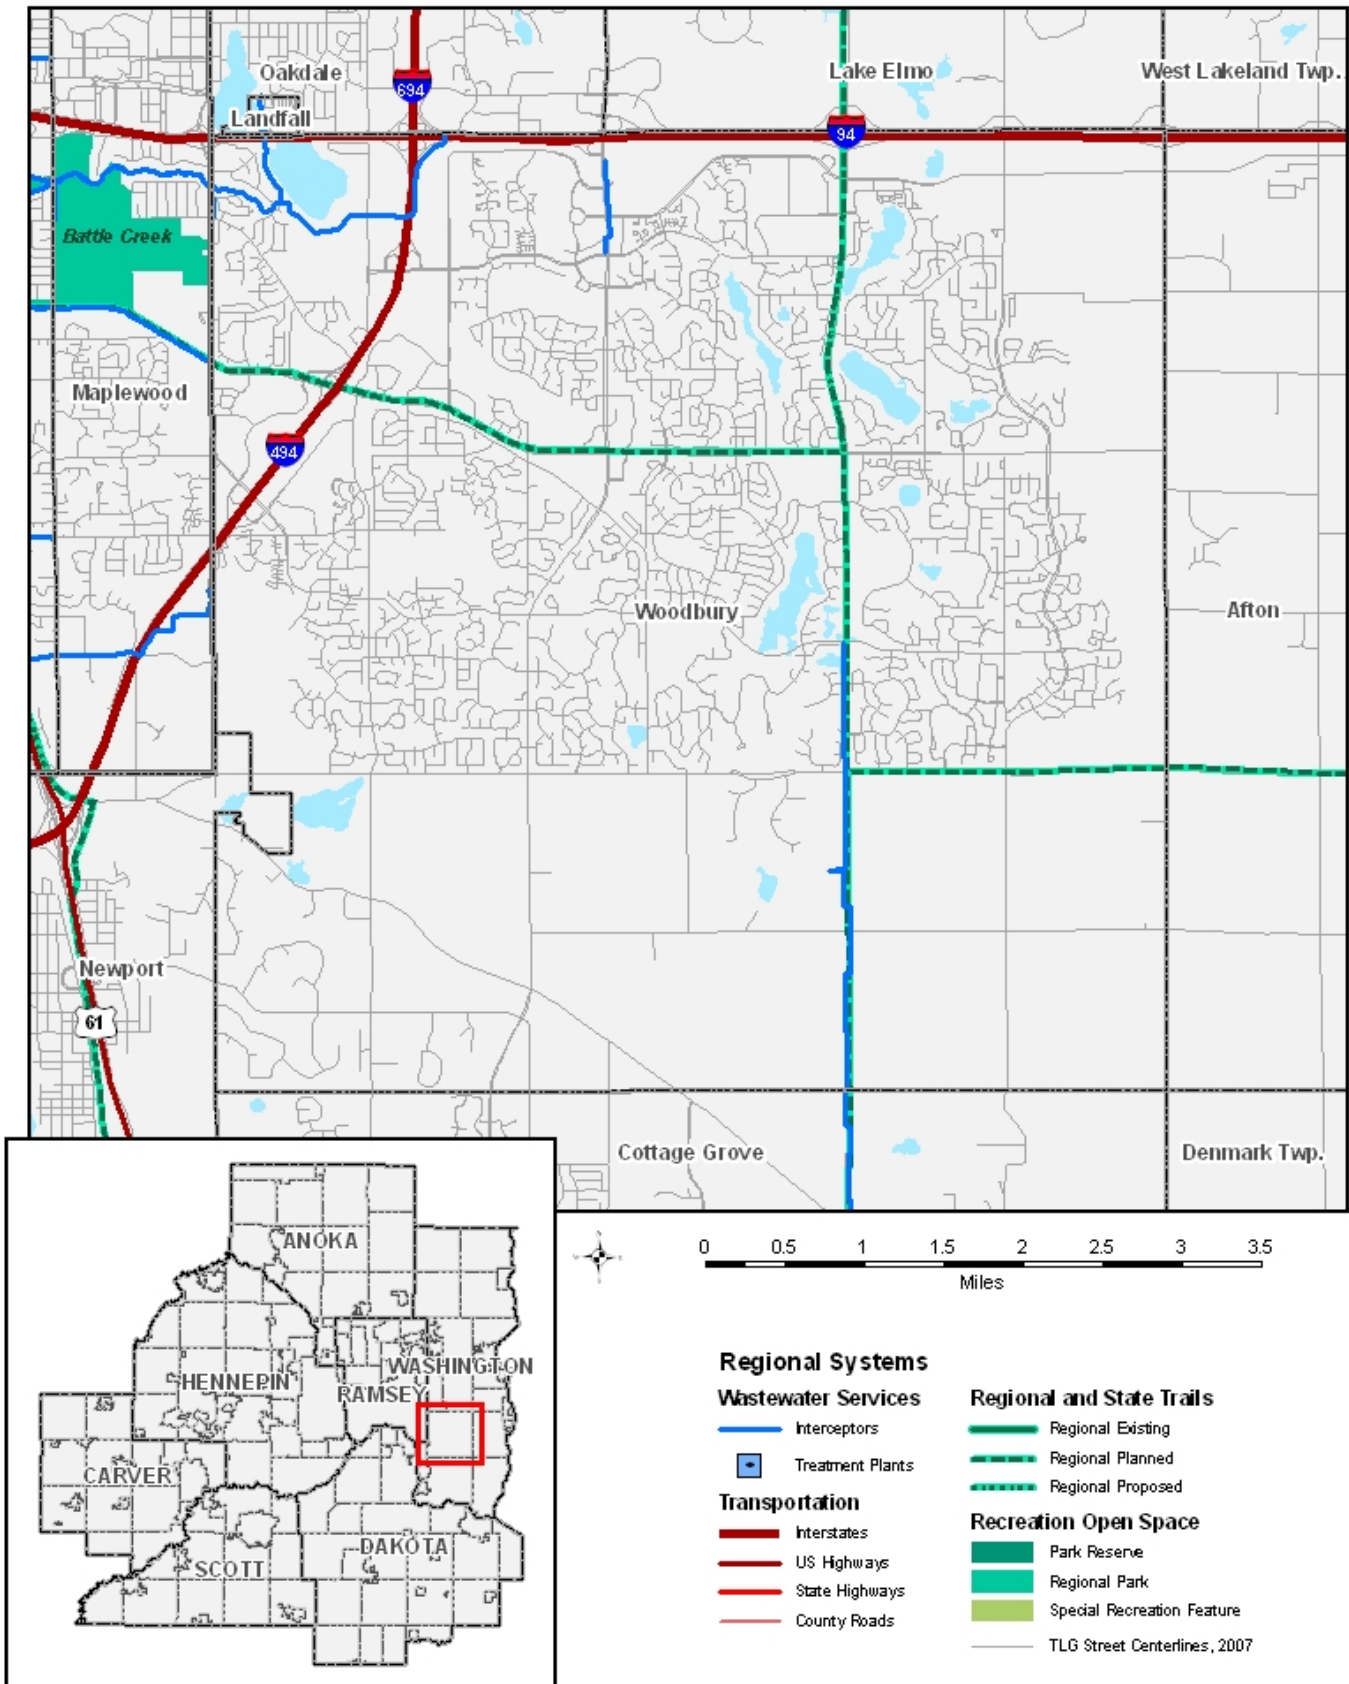 Oakdale
694
Lake Elmo
West Lakeland Twp.
Landfall
94
Battle Creek
Maplewood
494
Woodbury
Afton
Newport
61
Cottage Grove
Denmark Twp.
ANOKA
WASHINGTON
HENNEPIN
RAMSEY
CARVER
DAKOTA
SCOTT
0 0.5 1 1.5 2 2.5 3 3.5
Miles
Regional Systems
Wastewater Services
Interceptors
Treatment Plants
Transportation
Interstates
US Highways
State Highways
County Roads
Regional and State Trails
Regional Existing
Regional Planned
Regional Proposed
Recreation Open Space
Park Reserve
Regional Park
Special Recreation Feature
TLG Street Centerlines, 2007